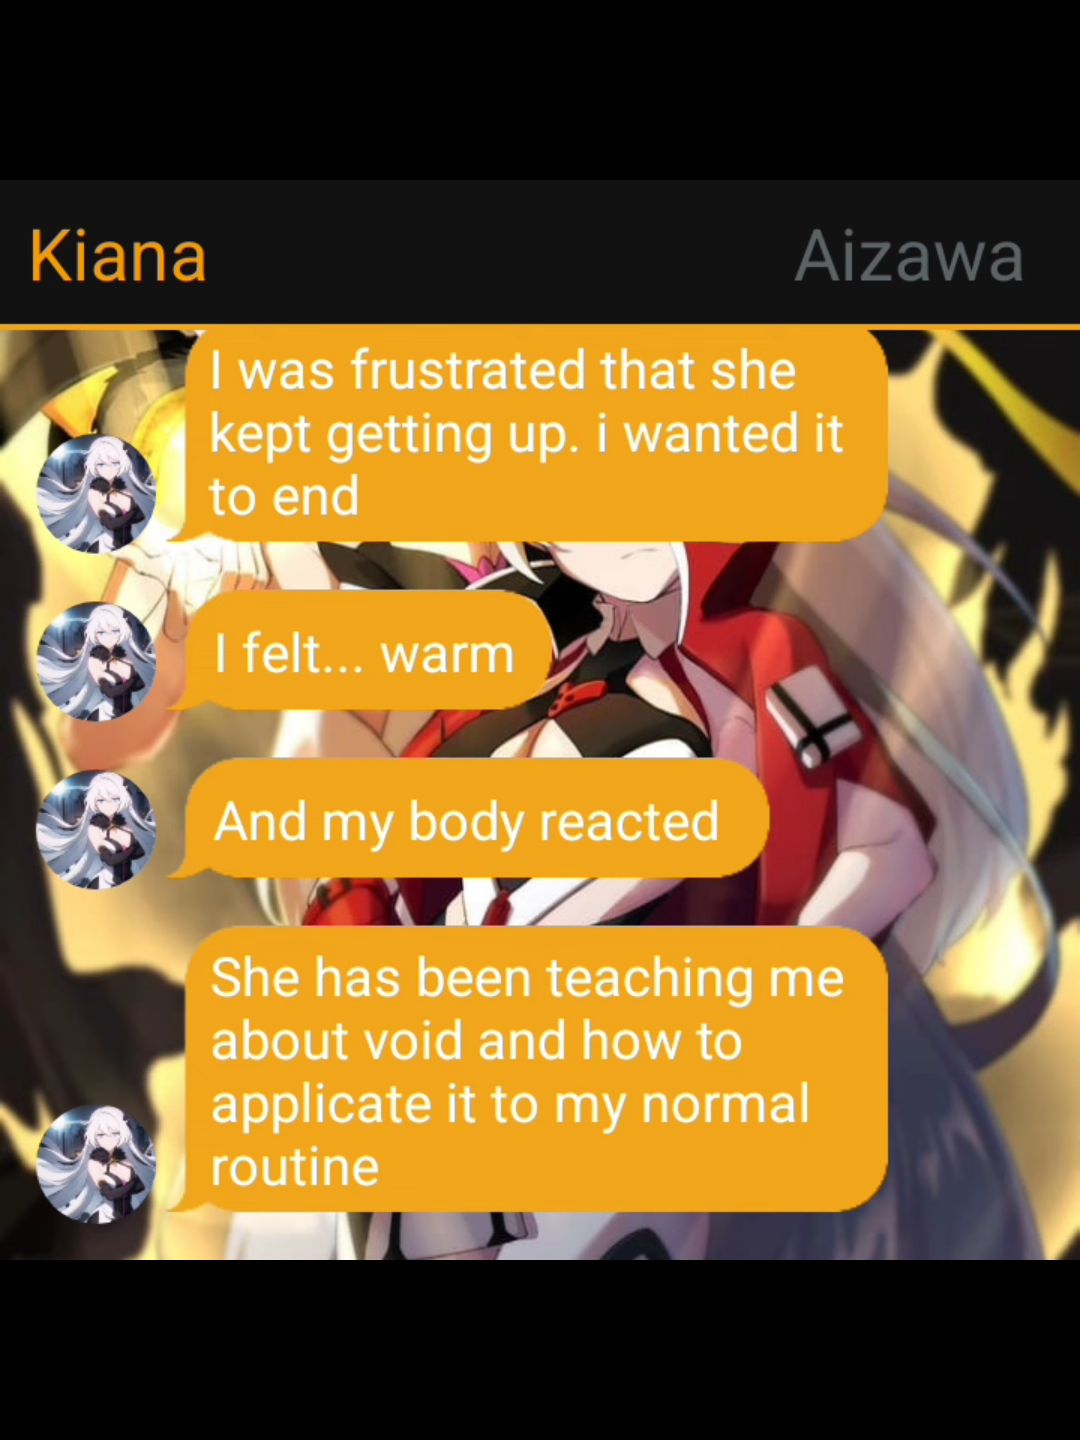 Kiana
Aizawa
I was frustrated that she
kept getting up. i wanted it
to end
I felt... warm
And my body reacted
She has been teaching me
about void and how to
applicate it to my normal
routine